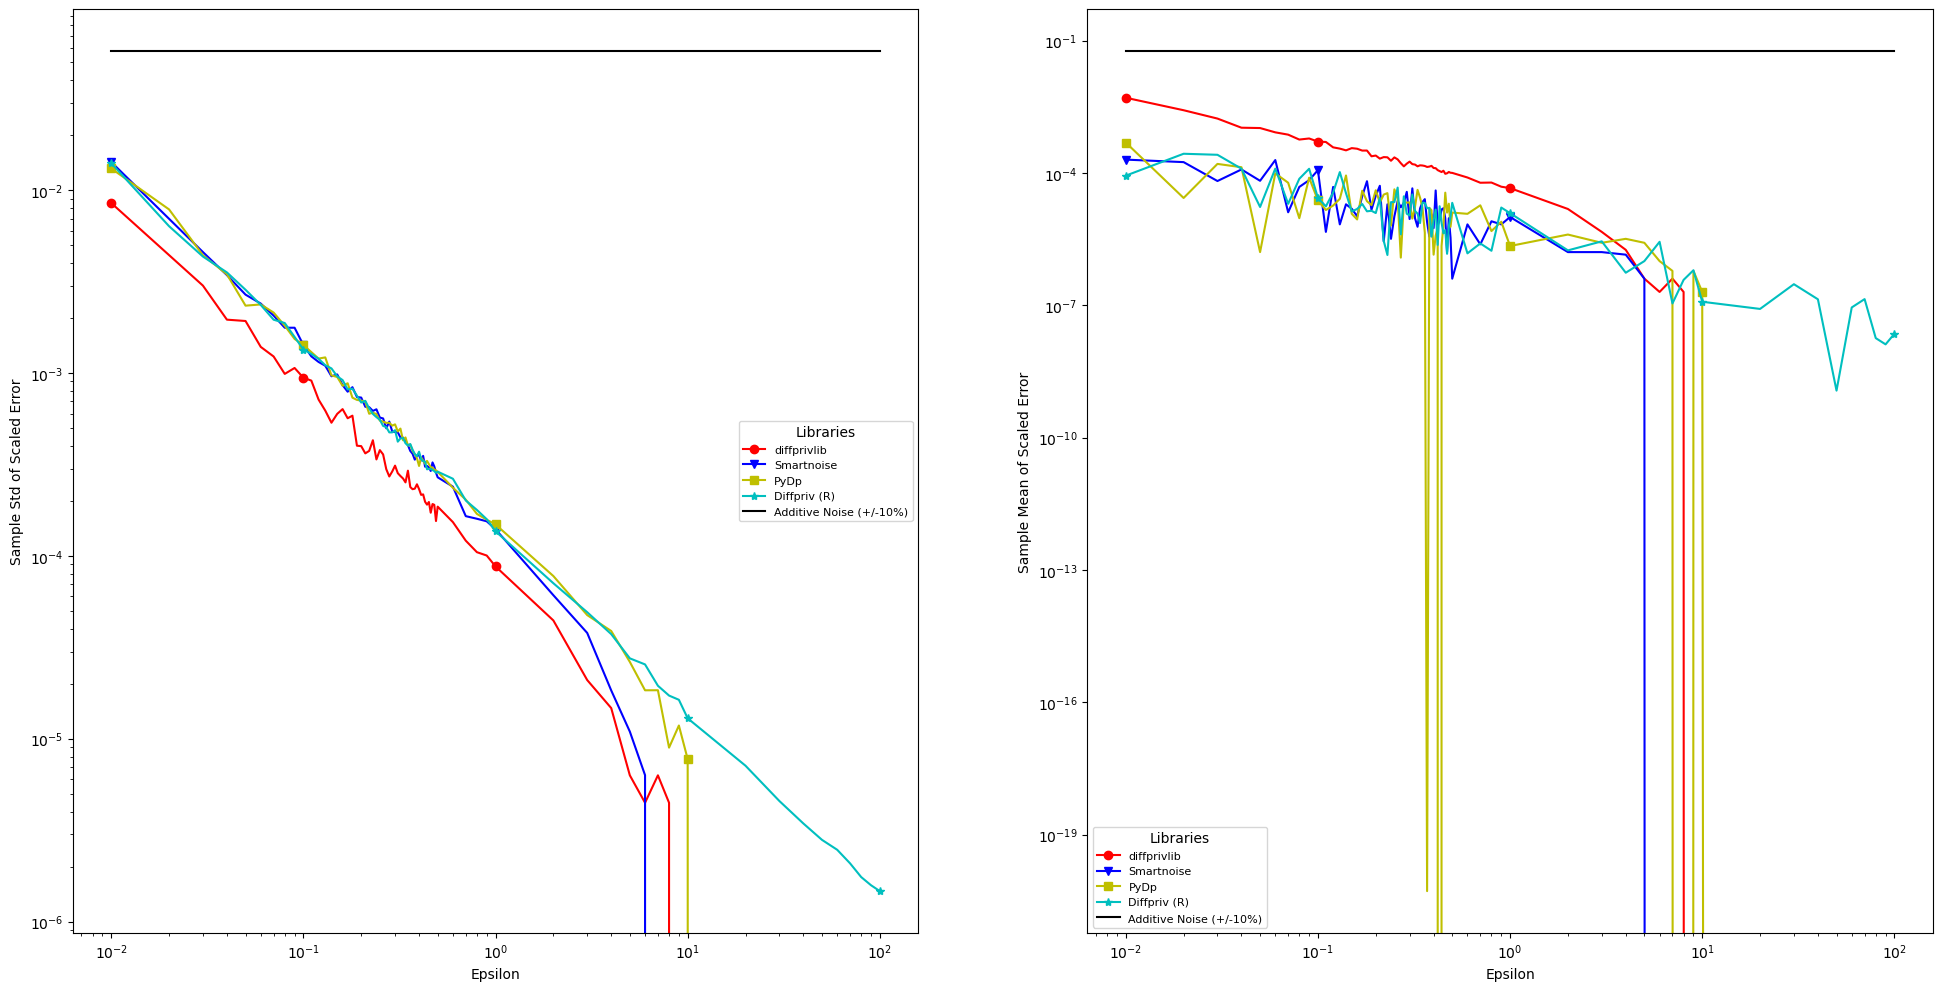 Sample Std of Scaled Error
10⁻²
10⁻³
10⁻⁴
10⁻⁵
10⁻⁶
Libraries
diffprivlib
Smartnoise
PyDp
Diffpriv (R)
Additive Noise (+/-10%)
10⁻²
10⁻¹
10⁰
10¹
10²
Epsilon
Sample Mean of Scaled Error
10⁻¹
10⁻⁴
10⁻⁷
10⁻¹⁰
10⁻¹³
10⁻¹⁶
10⁻¹⁹
Libraries
diffprivlib
Smartnoise
PyDp
Diffpriv (R)
Additive Noise (+/-10%)
10⁻²
10⁻¹
10⁰
10¹
10²
Epsilon